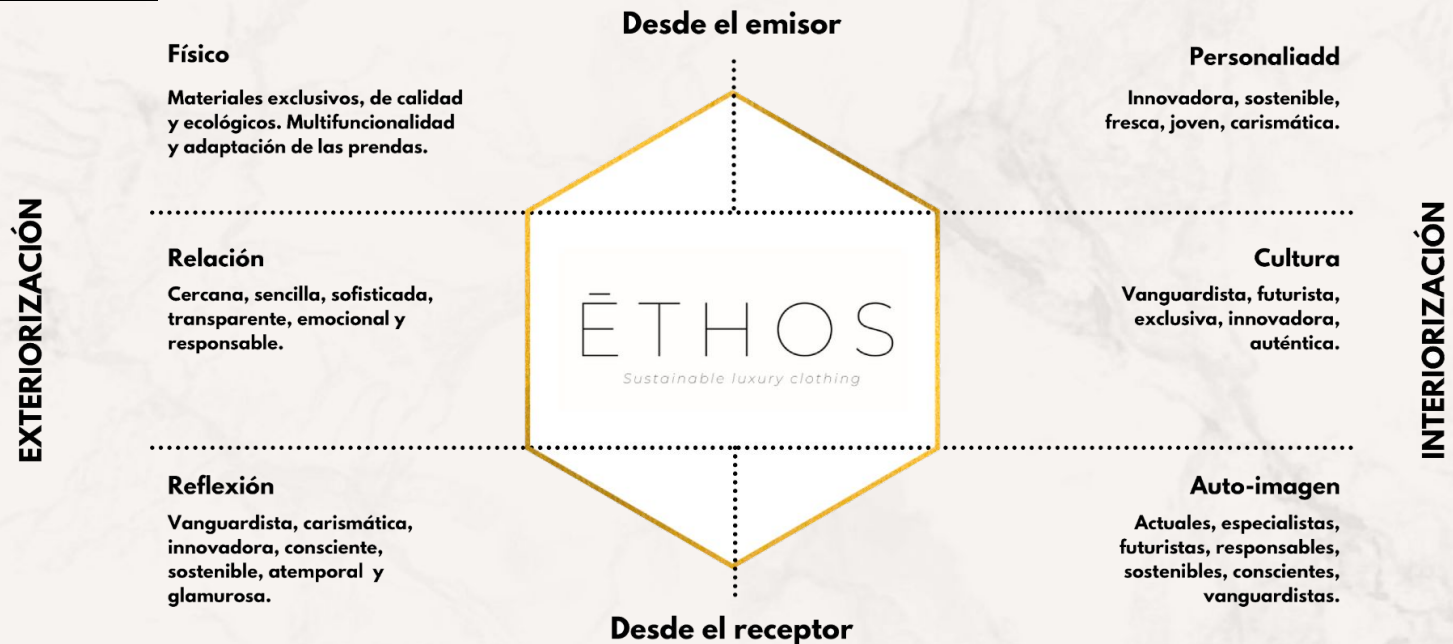 Desde el emisor
Físico
Materiales exclusivos, de calidad
y ecológicos. Multifuncionalidad
y adaptación de las prendas.
Personaliadd
Innovadora, sostenible,
fresca, joven, carismática.
EXTERIORIZACIÓN
Relación
Cercana, sencilla, sofisticada,
transparente, emocional y
responsable.
ĒTHOS
Sustainable luxury clothing
Cultura
Vanguardista, futurista,
exclusiva, innovadora,
auténtica.
INTERIORIZACIÓN
Reflexión
Vanguardista, carismática,
innovadora, consciente,
sostenible, atemporal y
glamurosa.
Auto-imagen
Actuales, especialistas,
futuristas, responsables,
sostenibles, conscientes,
vanguardistas.
Desde el receptor